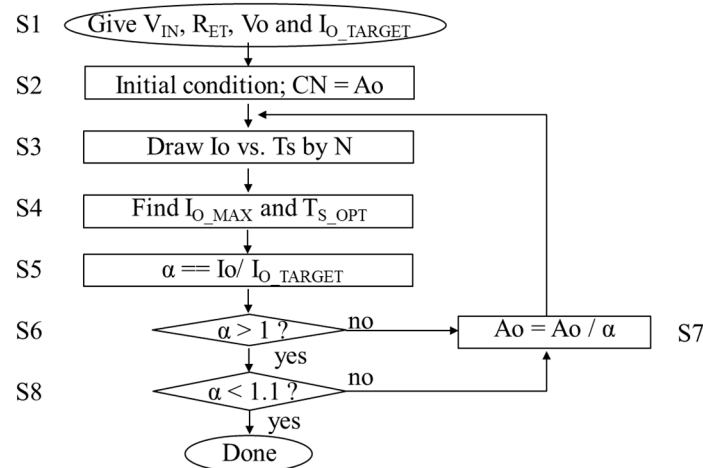 S1 Give V_IN, R_ET, Vo and I_O_TARGET
S2 Initial condition; CN = Ao
S3 Draw Io vs. Ts by N
S4 Find I_O_MAX and T_S_OPT
S5 α == Io/ I_O_TARGET
S6 α > 1 ? no Ao = Ao / α S7
yes
S8 α < 1.1 ? no
yes
Done